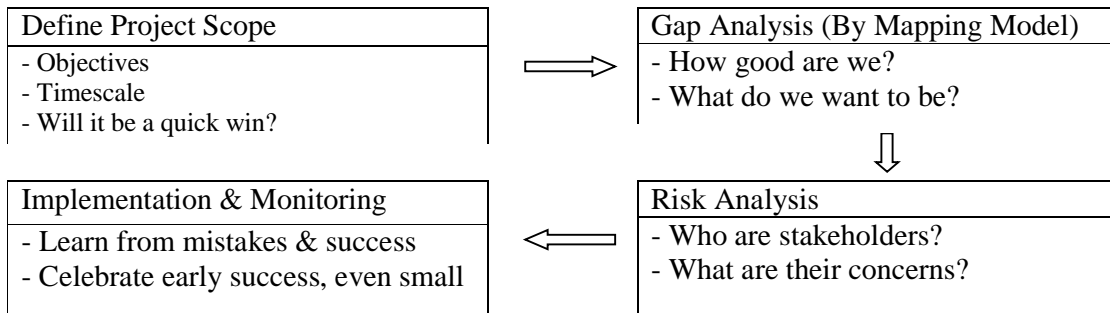 Define Project Scope
- Objectives
- Timescale
- Will it be a quick win?
Gap Analysis (By Mapping Model)
- How good are we?
- What do we want to be?
Risk Analysis
- Who are stakeholders?
- What are their concerns?
Implementation & Monitoring
- Learn from mistakes & success
- Celebrate early success, even small